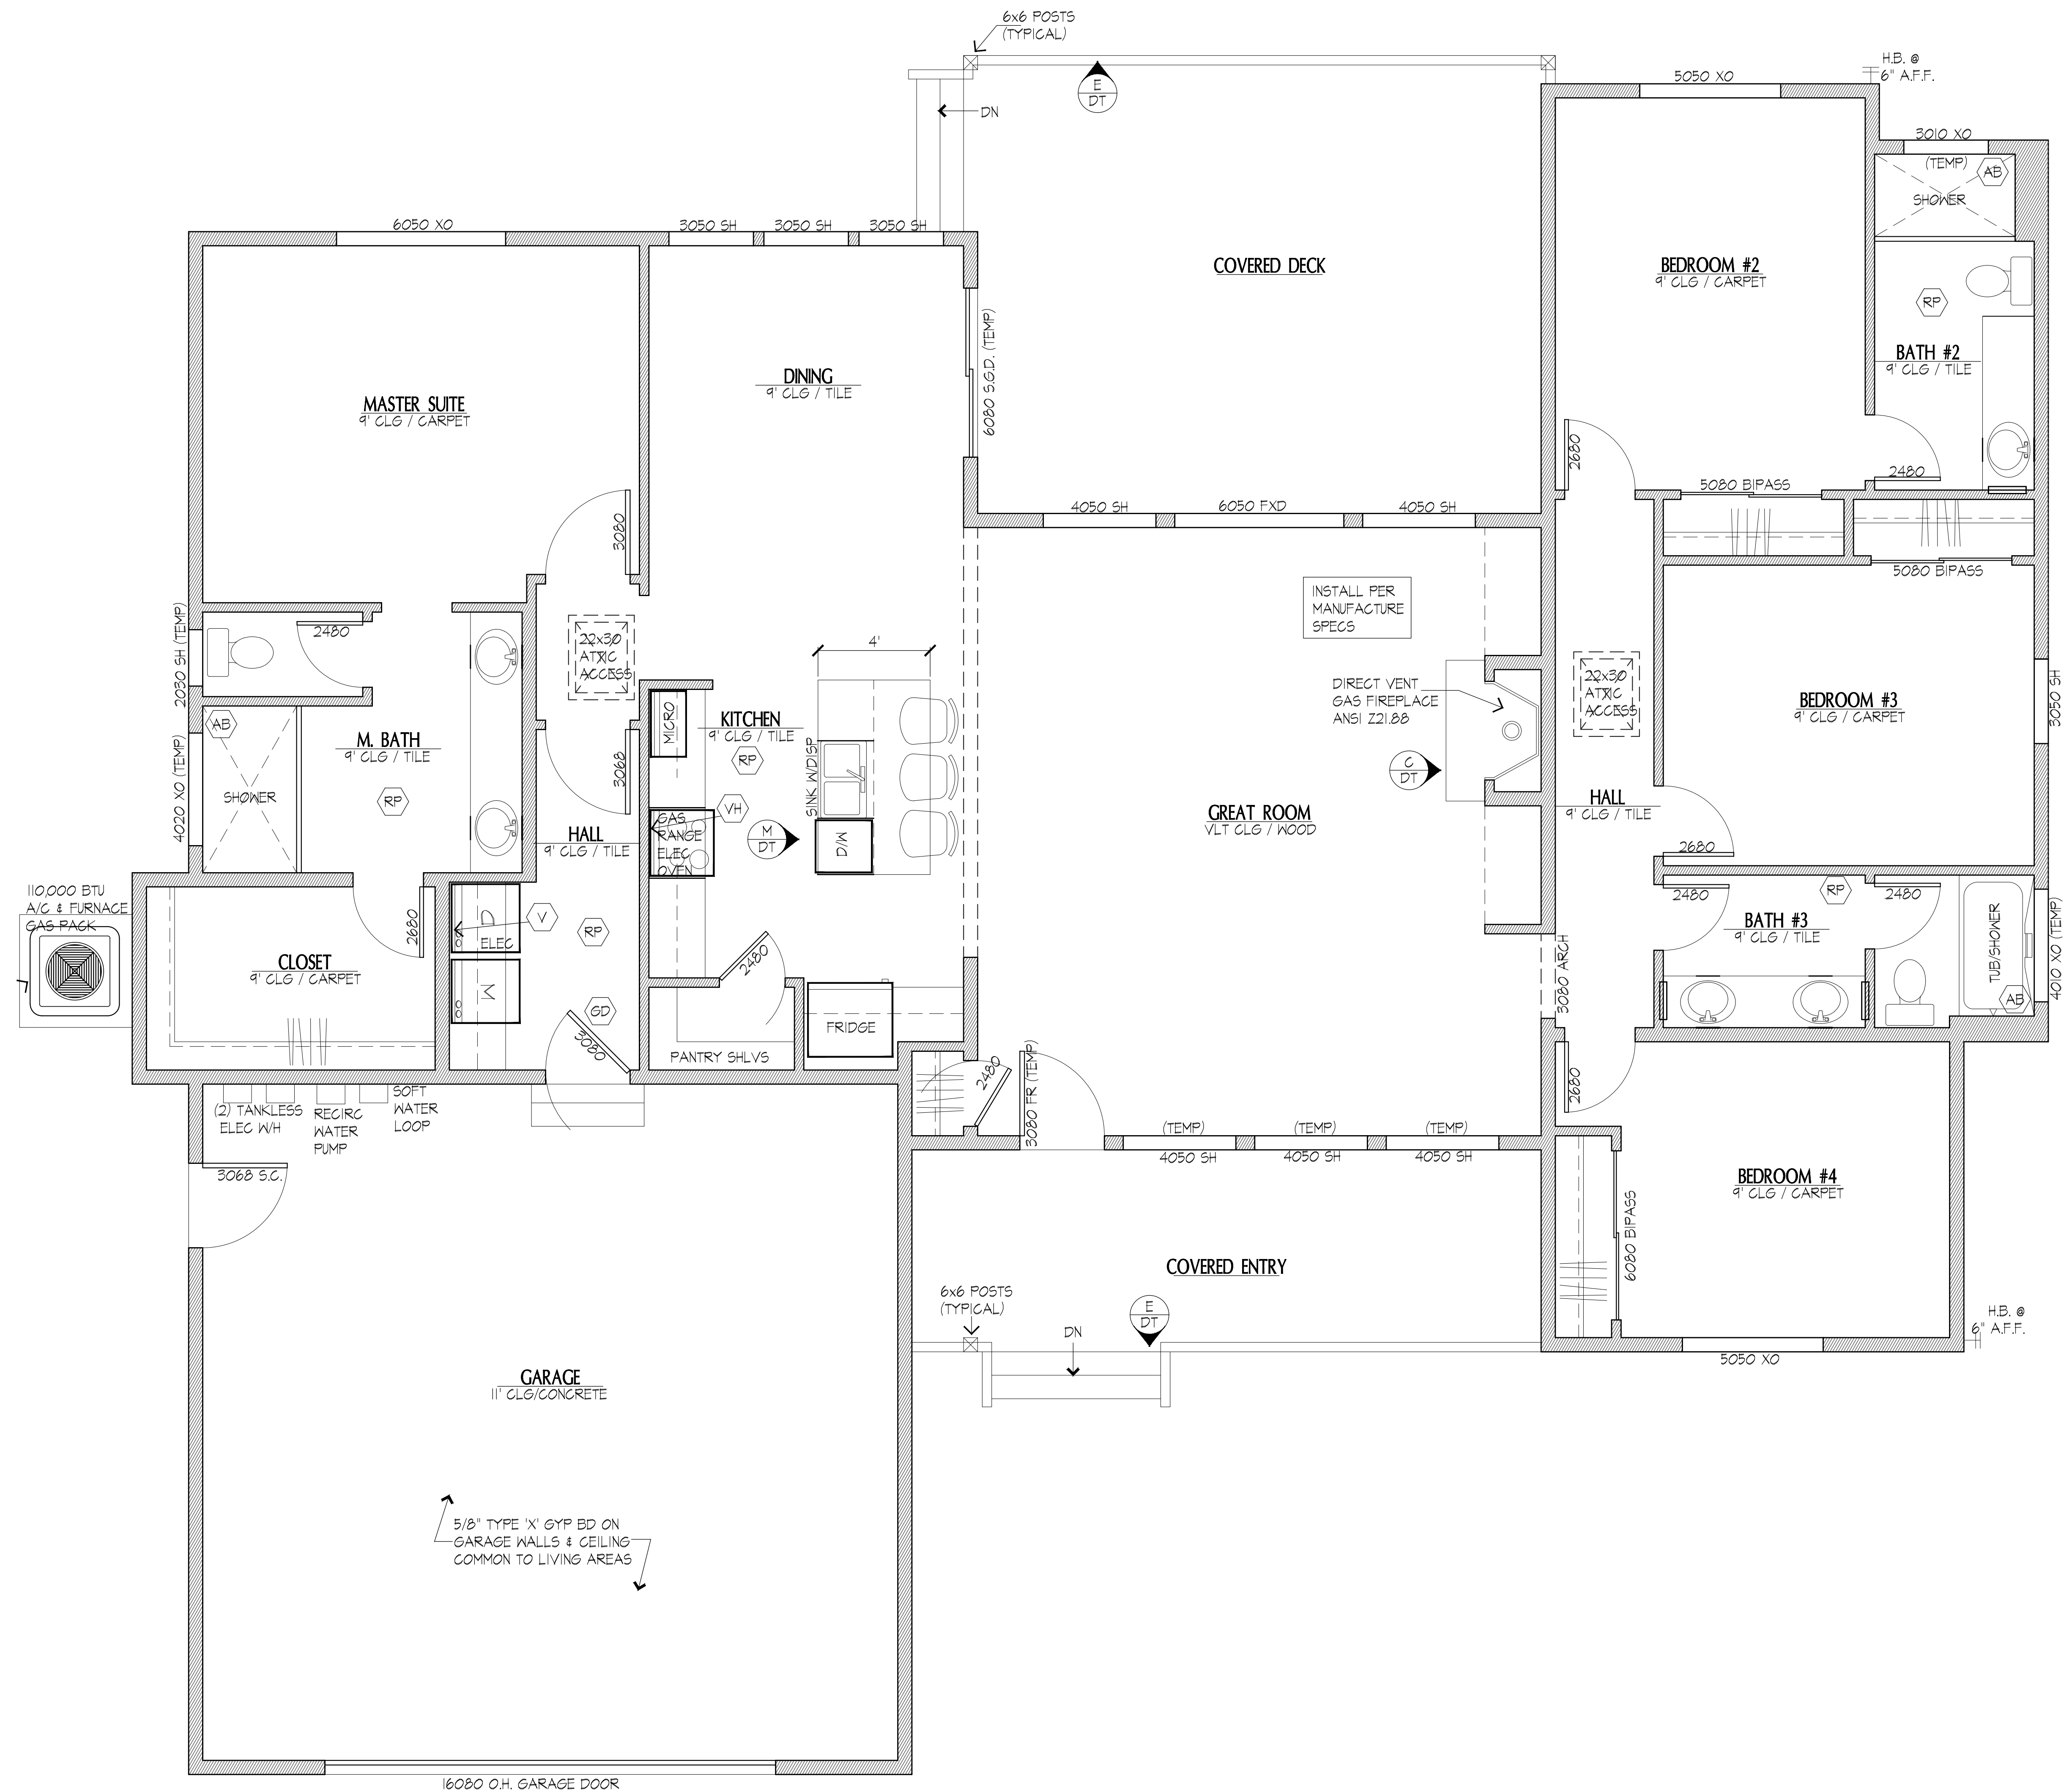 6x6 POSTS
(TYPICAL)
E
DT
DN
5050 XO
H.B. @
6" A.F.F.
3010 XO
(TEMP)
AB
SHOWER
6050 XO
3050 SH
3050 SH
3050 SH
COVERED DECK
BEDROOM #2
9' CLG / CARPET
RP
BATH #2
9' CLG / TILE
6080 S.G.D. (TEMP)
DINING
9' CLG / TILE
MASTER SUITE
9' CLG / CARPET
2680
2480
5080 BIPASS
3080
4050 SH
6050 FXD
4050 SH
5080 BIPASS
INSTALL PER
MANUFACTURE
SPECS
2030 SH (TEMP)
2480
22x30
ATTIC
ACCESS
4'
DIRECT VENT
GAS FIREPLACE
ANSI Z21.88
22x30
ATTIC
ACCESS
BEDROOM #3
9' CLG / CARPET
3050 SH
AB
M. BATH
9' CLG / TILE
RP
SHOWER
4020 XO (TEMP)
3068
MICRO
KITCHEN
9' CLG / TILE
RP
SINK W/DISP
VH
GAS
RANGE
ELEC
OVEN
M
DT
D/W
C
DT
GREAT ROOM
VLT CLG / WOOD
HALL
9' CLG / TILE
HALL
9' CLG / TILE
2680
110,000 BTU
A/C & FURNACE
GAS PACK
2680
CLOSET
9' CLG / CARPET
D
ELEC
V
RP
M
GD
3080
2480
FRIDGE
PANTRY SHLVS
2480
RP
2480
BATH #3
9' CLG / TILE
TUB/SHOWER
AB
4010 XO (TEMP)
3080 ARCH
2480
3080 FR (TEMP)
2680
(2) TANKLESS
ELEC W/H
RECIRC
WATER
PUMP
SOFT
WATER
LOOP
3068 S.C.
(TEMP)
(TEMP)
(TEMP)
4050 SH
4050 SH
4050 SH
BEDROOM #4
9' CLG / CARPET
6080 BIPASS
COVERED ENTRY
6x6 POSTS
(TYPICAL)
DN
E
DT
H.B. @
6" A.F.F.
5050 XO
GARAGE
11' CLG/CONCRETE
5/8" TYPE 'X' GYP BD ON
GARAGE WALLS & CEILING
COMMON TO LIVING AREAS
16080 O.H. GARAGE DOOR